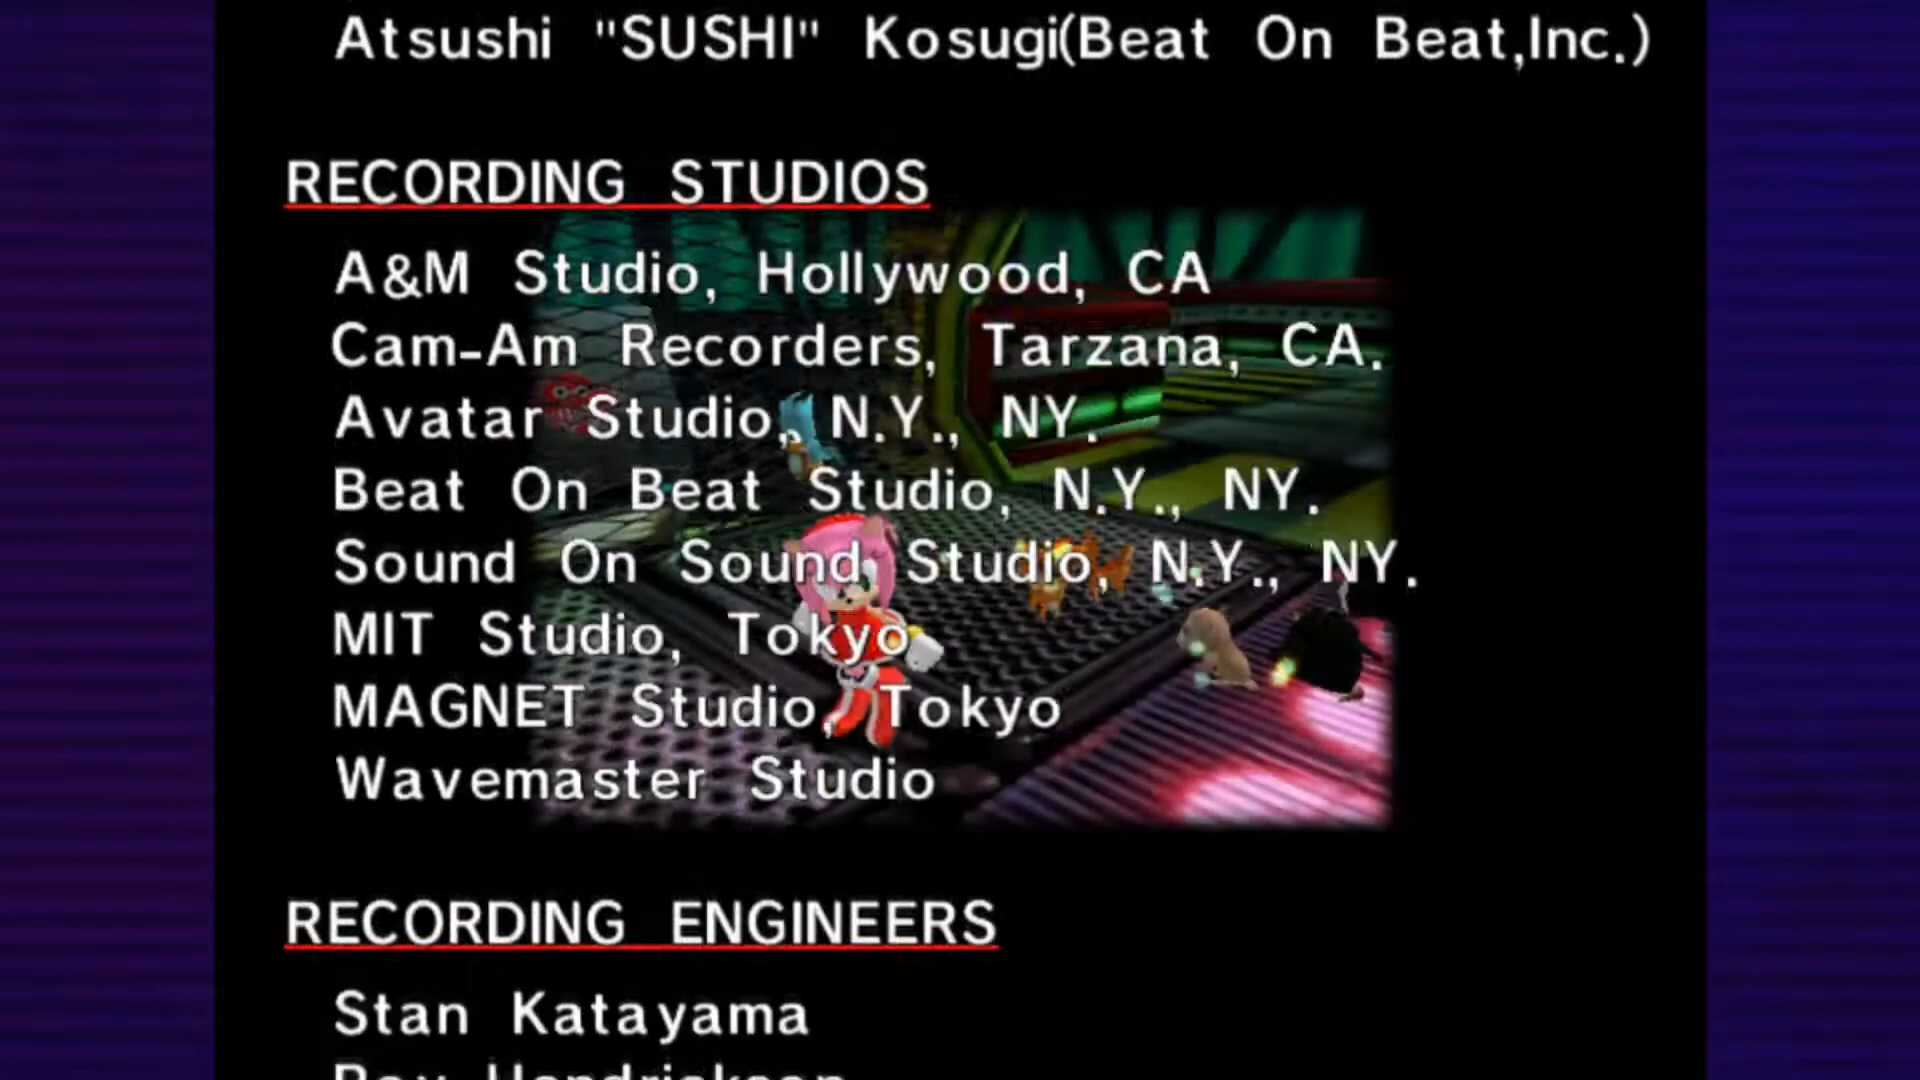 Atsushi "SUSHI" Kosugi(Beat On Beat,Inc.)
RECORDING STUDIOS
A&M Studio, Hollywood, CA
Cam-Am Recorders, Tarzana, CA.
Avatar Studio, N.Y., NY.
Beat On Beat Studio, N.Y., NY.
Sound On Sound Studio, N.Y., NY.
MIT Studio, Tokyo
MAGNET Studio, Tokyo
Wavemaster Studio
RECORDING ENGINEERS
Stan Katayama